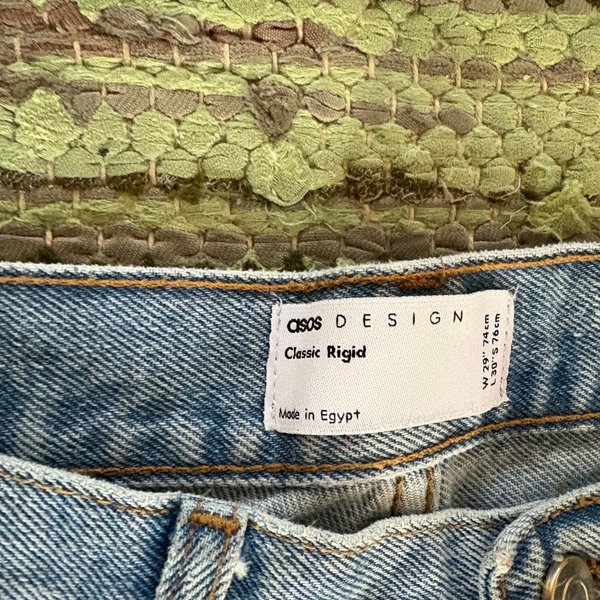 asos DESIGN
Classic Rigid
Made in Egypt
W 29" 74cm
L 30" S 76cm